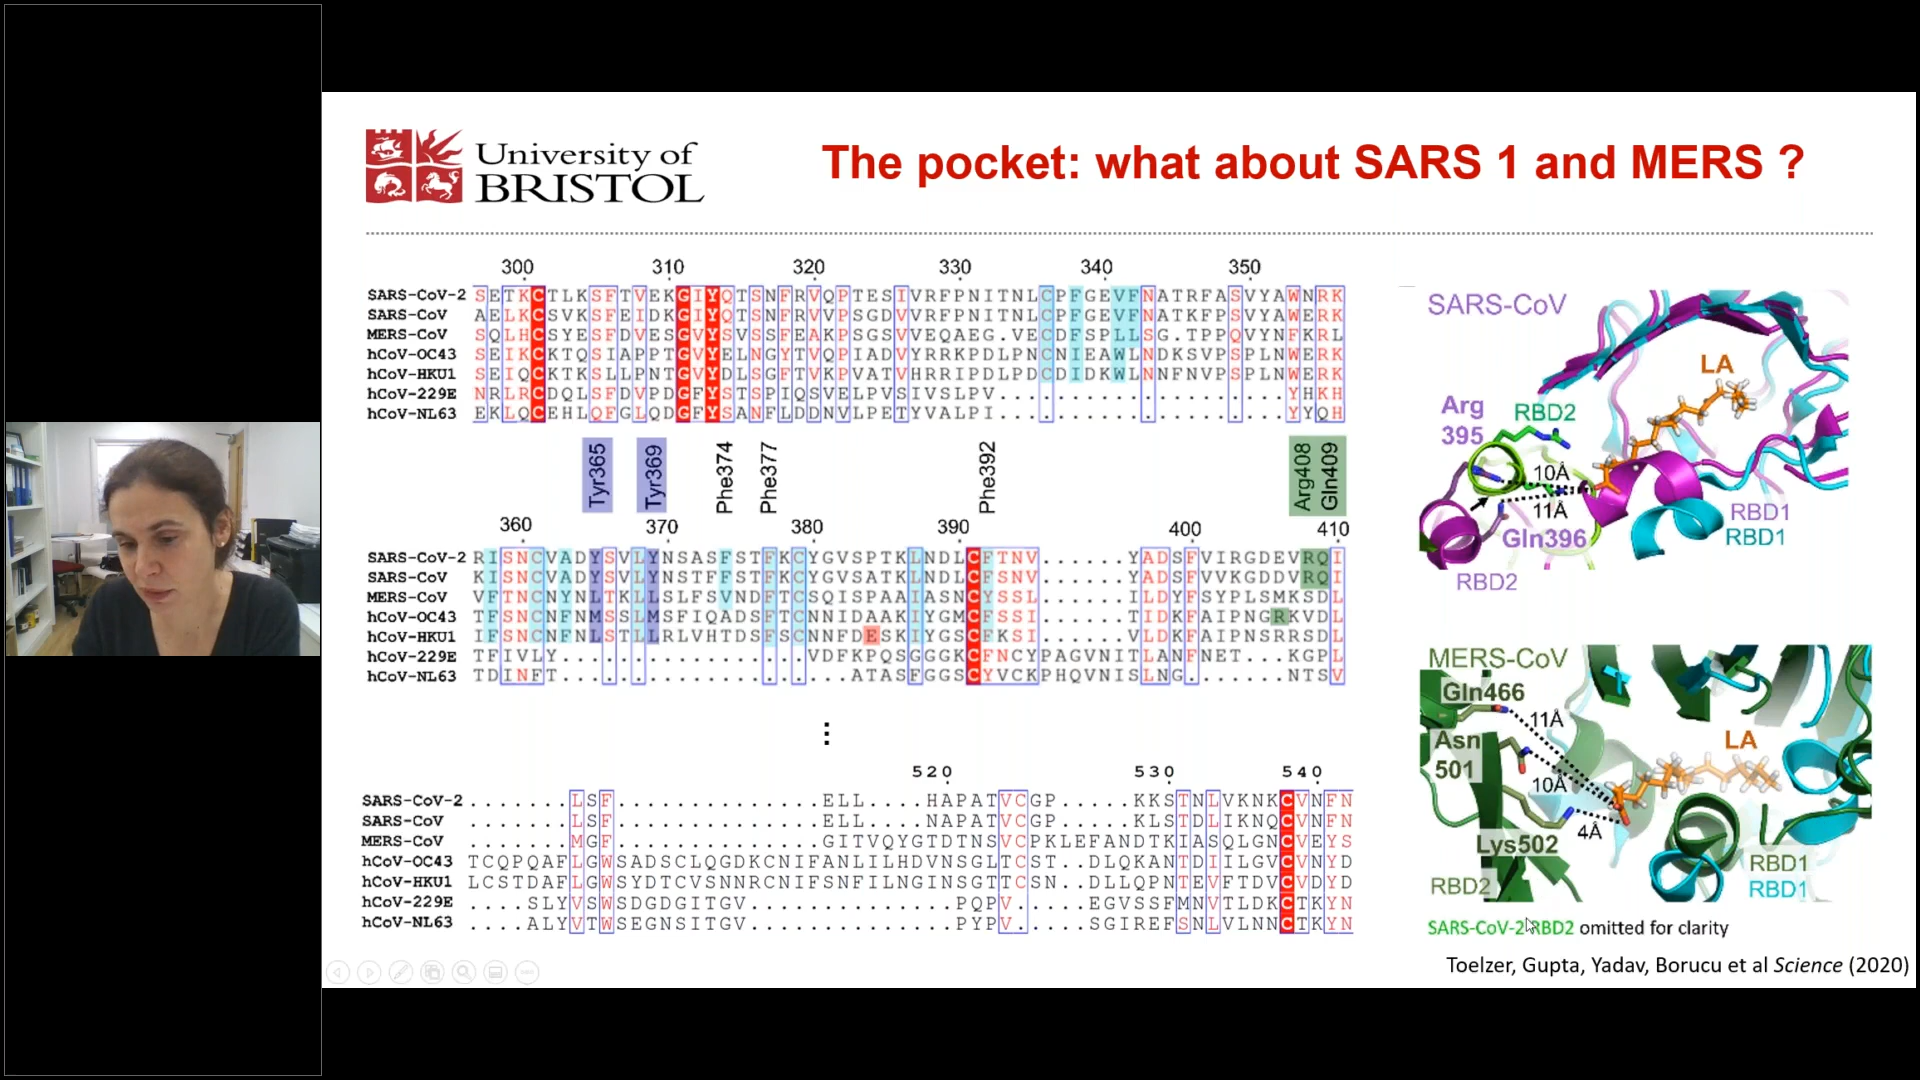 University of
BRISTOL
The pocket: what about SARS 1 and MERS ?
300 310 320 330 340 350
SARS-CoV-2 SETKCTLKSFTVEKGIYQTSNFRVQPTESIVRFPNITNLCPFGEVFNATRFASVYAWNRK
SARS-CoV AELKCSVKSFEIDKGIYQTSNFRVVPSGDVVRFPNITNLCPFGEVFNATKFPSVYAWERK
MERS-CoV SQLHCSYESFDVESGVYSVSSFEAKPSGSVVEQAEG.VECDFSPLLSG.TPPQVYNFKRL
hCoV-OC43 SEIKCKTQSIAPPTGVYELNGYTVQPIADVYRRKPDLPNCNIEAWLNDKSVPSPLNWERK
hCoV-HKU1 SEIQCKTKSLLPNTGVYDLSGFTVKPVATVHRRIPDLPDCDIDKWLNNFNVPSPLNWERK
hCoV-229E NRLRCDQLSFDVPDGFYSTSPIQSVELPVSIVSLPV....................YHKH
hCoV-NL63 EKLQCEHLQFGLQDGFYSANFLDDNVLPETYVALPI....................YYQH
Tyr365 Tyr369 Phe374 Phe377 Phe392 Arg408 Gln409
360 370 380 390 400 410
SARS-CoV-2 RISNCVADYSVLYNSASFSTFKCYGVSPTKLNDLCFTNV......YADSFVIRGDEVRQI
SARS-CoV KISNCVADYSVLYNSTFFSTFKCYGVSATKLNDLCFSNV......YADSFVVKGDDVRQI
MERS-CoV VFTNCNYNLTKLLSLFSVNDFTCSQISPAAIASNCYSSL......ILDYFSYPLSMKSDL
hCoV-OC43 TFSNCNFNMSSLMSFIQADSFTCNNIDAAKIYGMCFSSI......TIDKFAIPNGRKVDL
hCoV-HKU1 IFSNCNFNLSTLLRLVHTDSFSCNNFDESKIYGSCFKSI......VLDKFAIPNSRRSDL
hCoV-229E TFIVLY.................VDFKPQSGGGKCFNCYPAGVNITLANFNET...KGPL
hCoV-NL63 TDINFT....................ATASFGGSCYVCKPHQVNISLNG.......NTSV
⋮
520 530 540
SARS-CoV-2 .......LSF..............ELL....HAPATVCGP.....KKSTNLVKNKCVNFN
SARS-CoV .......LSF..............ELL....NAPATVCGP.....KLSTDLIKNQCVNFN
MERS-CoV .......MGF..............GITVQYGTDTNSVCPKLEFANDTKIASQLGNCVEYS
hCoV-OC43 TCQPQAFLGWSADSCLQGDKCNIFANLILHDVNSGLTCST..DLQKANTDIILGVCVNYD
hCoV-HKU1 LCSTDAFLGWSYDTCVSNNRCNIFSNFILNGINSGTTCSN..DLLQPNTEVFTDVCVDYD
hCoV-229E ....SLYVSWSDGDGITGV..............PQPV.....EGVSSFMNVTLDKCTKYN
hCoV-NL63 ....ALYVTWSEGNSITGV..............PYPV.....SGIREFSNLVLNNCTKYN
SARS-CoV
LA
Arg
395
RBD2
10Å
11Å
Gln396
RBD1
RBD1
RBD2
MERS-CoV
Gln466
11Å
Asn
501
LA
10Å
4Å
Lys502
RBD1
RBD2
RBD1
SARS-CoV-2 RBD2 omitted for clarity
Toelzer, Gupta, Yadav, Borucu et al Science (2020)